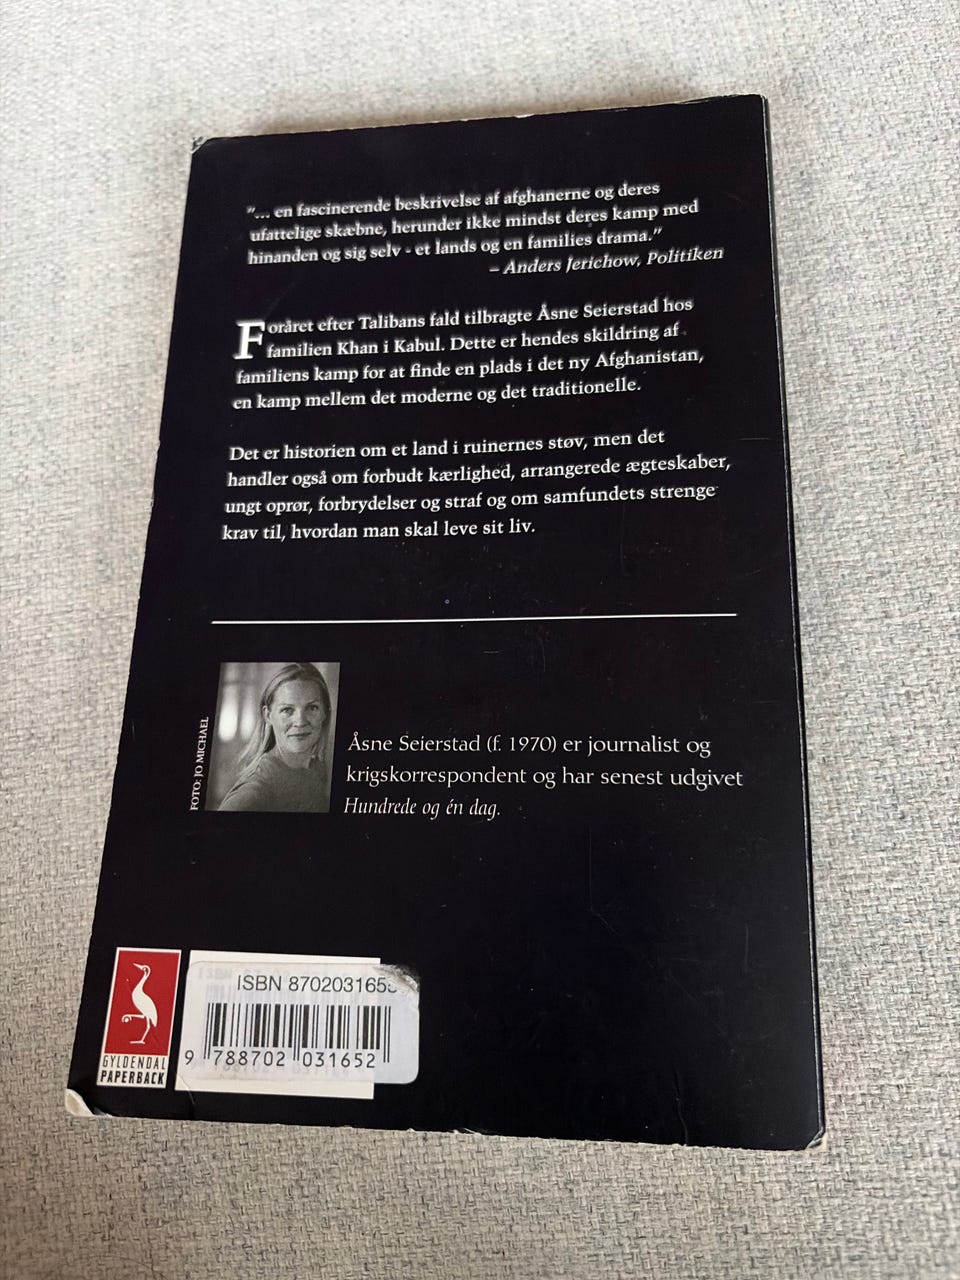 "... en fascinerende beskrivelse af afghanerne og deres
ufattelige skæbne, herunder ikke mindst deres kamp med
hinanden og sig selv - et lands og en families drama."
– Anders Jerichow, Politiken
Foråret efter Talibans fald tilbragte Åsne Seierstad hos
familien Khan i Kabul. Dette er hendes skildring af
familiens kamp for at finde en plads i det ny Afghanistan,
en kamp mellem det moderne og det traditionelle.
Det er historien om et land i ruinernes støv, men det
handler også om forbudt kærlighed, arrangerede ægteskaber,
ungt oprør, forbrydelser og straf og om samfundets strenge
krav til, hvordan man skal leve sit liv.
FOTO: JO MICHAEL
Åsne Seierstad (f. 1970) er journalist og
krigskorrespondent og har senest udgivet
Hundrede og én dag.
GYLDENDAL
PAPERBACK
ISBN 870203165
9 788702 031652